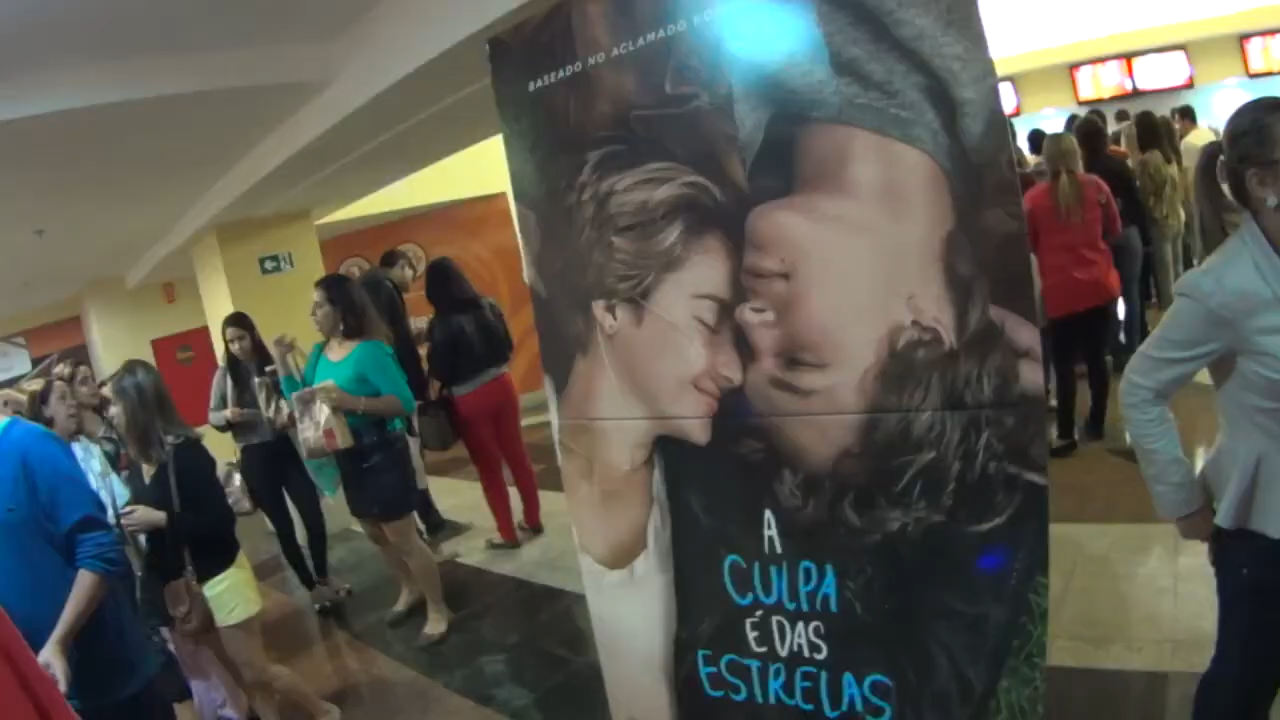 BASEADO NO ACLAMADO
A
CULPA
É DAS
ESTRELAS